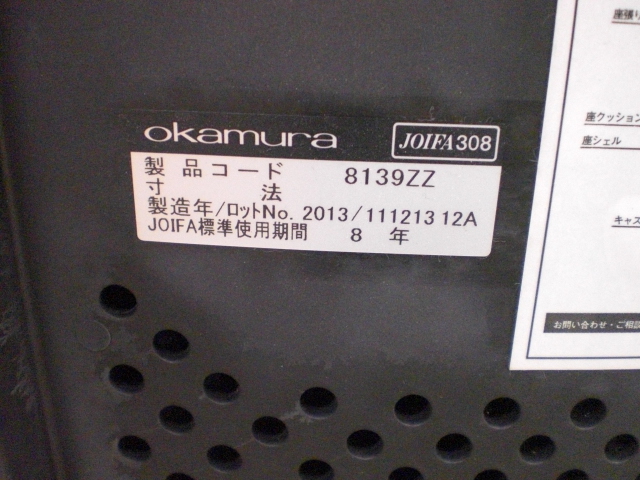 okamura
JOIFA308
製品コード 8139ZZ
寸法
製造年/ロットNo. 2013/111213 12A
JOIFA標準使用期間 8 年
座張り
座クッション
座シェル
キャス
お問い合わせ・ご相談